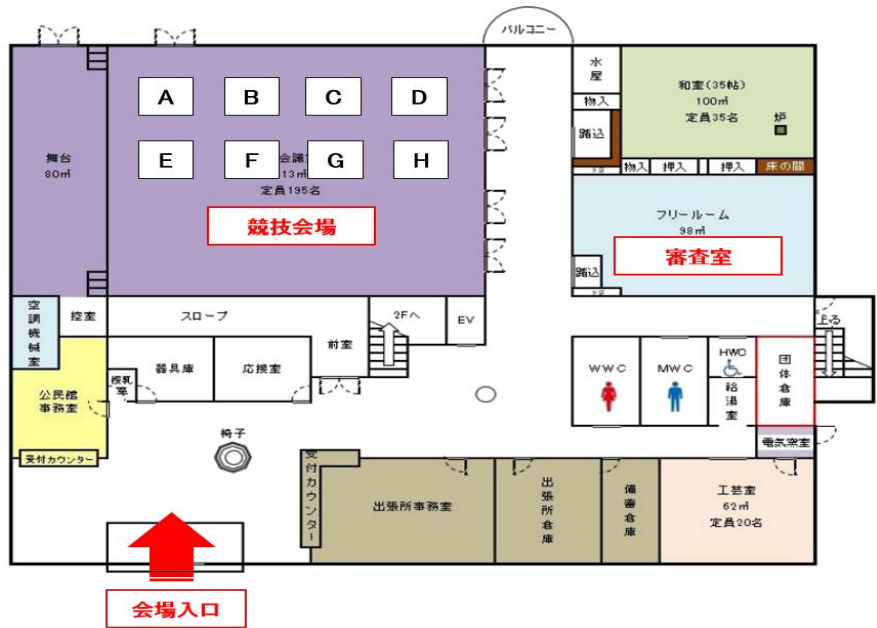 バルコニー
A B C D
水屋
和室(35帖)
100㎡
定員35名
炉
物入
踏込
舞台
80㎡
E F G H
会議
13㎡
定員195名
物入 押入 押入 床の間
競技会場
フリールーム
98㎡
審査室
踏込
空調機械室
控室
スロープ
2Fへ
EV
上る
前室
器具庫
応接室
授乳室
公民館
事務室
WWC
MWC
HWC
給湯室
団体倉庫
電気窯室
椅子
受付カウンター
受付カウンター
出張所事務室
出張所倉庫
備蓄倉庫
工芸室
62㎡
定員20名
会場入口